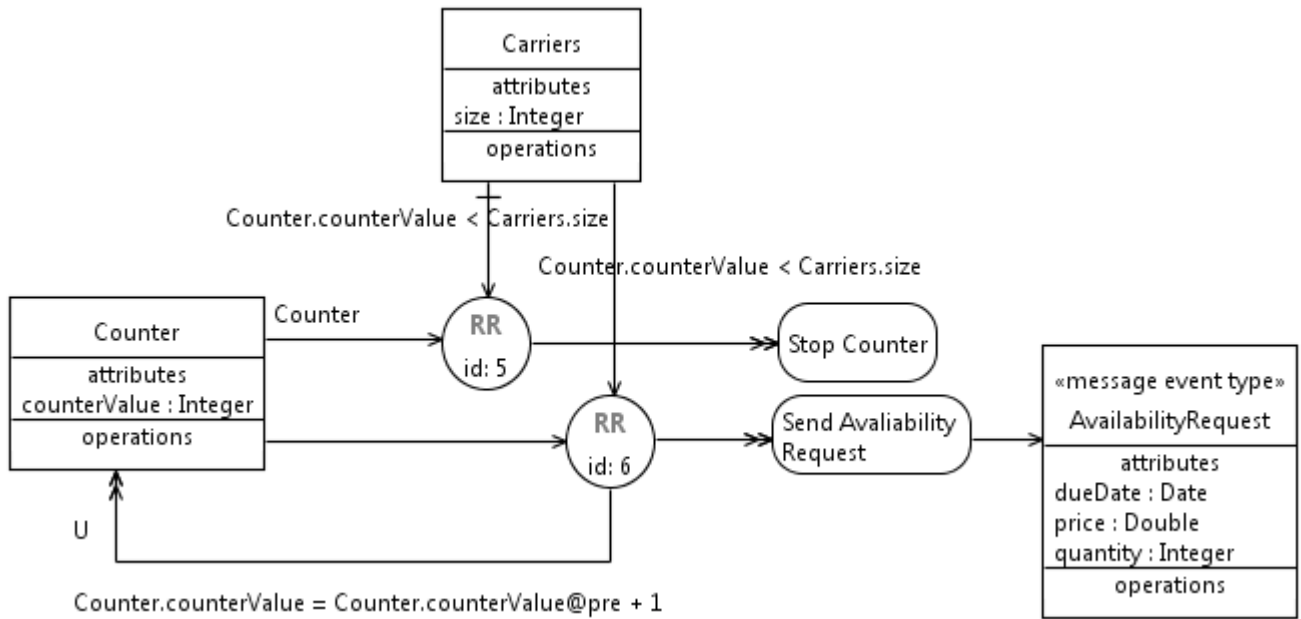 Carriers
attributes
size : Integer
operations
Counter.counterValue < Carriers.size
Counter.counterValue < Carriers.size
Counter
attributes
counterValue : Integer
operations
Counter
RR
id: 5
Stop Counter
RR
id: 6
Send Avaliability
Request
«message event type»
AvailabilityRequest
attributes
dueDate : Date
price : Double
quantity : Integer
operations
U
Counter.counterValue = Counter.counterValue@pre + 1